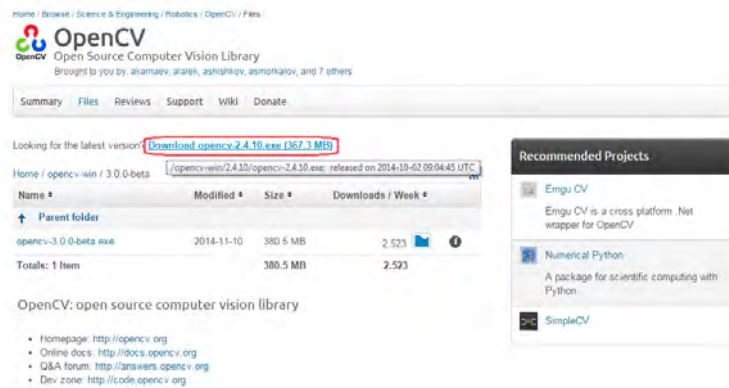 Home / Browse / Science & Engineering / Robotics / OpenCV / Files
OpenCV
OpenCV
Open Source Computer Vision Library
Brought to you by: akamaev, alalek, ashishkov, asmorkalov, and 7 others
Summary Files Reviews Support Wiki Donate
Looking for the latest version? Download opencv-2.4.10.exe (367.3 MB)
/opencv-win/2.4.10/opencv-2.4.10.exe: released on 2014-10-02 09:04:45 UTC
Home / opencv-win / 3.0.0-beta
Name Modified Size Downloads / Week
Parent folder
opencv-3.0.0-beta.exe 2014-11-10 380.5 MB 2.523
Totals: 1 Item 380.5 MB 2.523
OpenCV: open source computer vision library
• Homepage: http://opencv.org
• Online docs: http://docs.opencv.org
• Q&A forum: http://answers.opencv.org
• Dev zone: http://code.opencv.org
Recommended Projects
Emgu CV
Emgu CV is a cross platform .Net
wrapper for OpenCV
Numerical Python
A package for scientific computing with
Python
SimpleCV